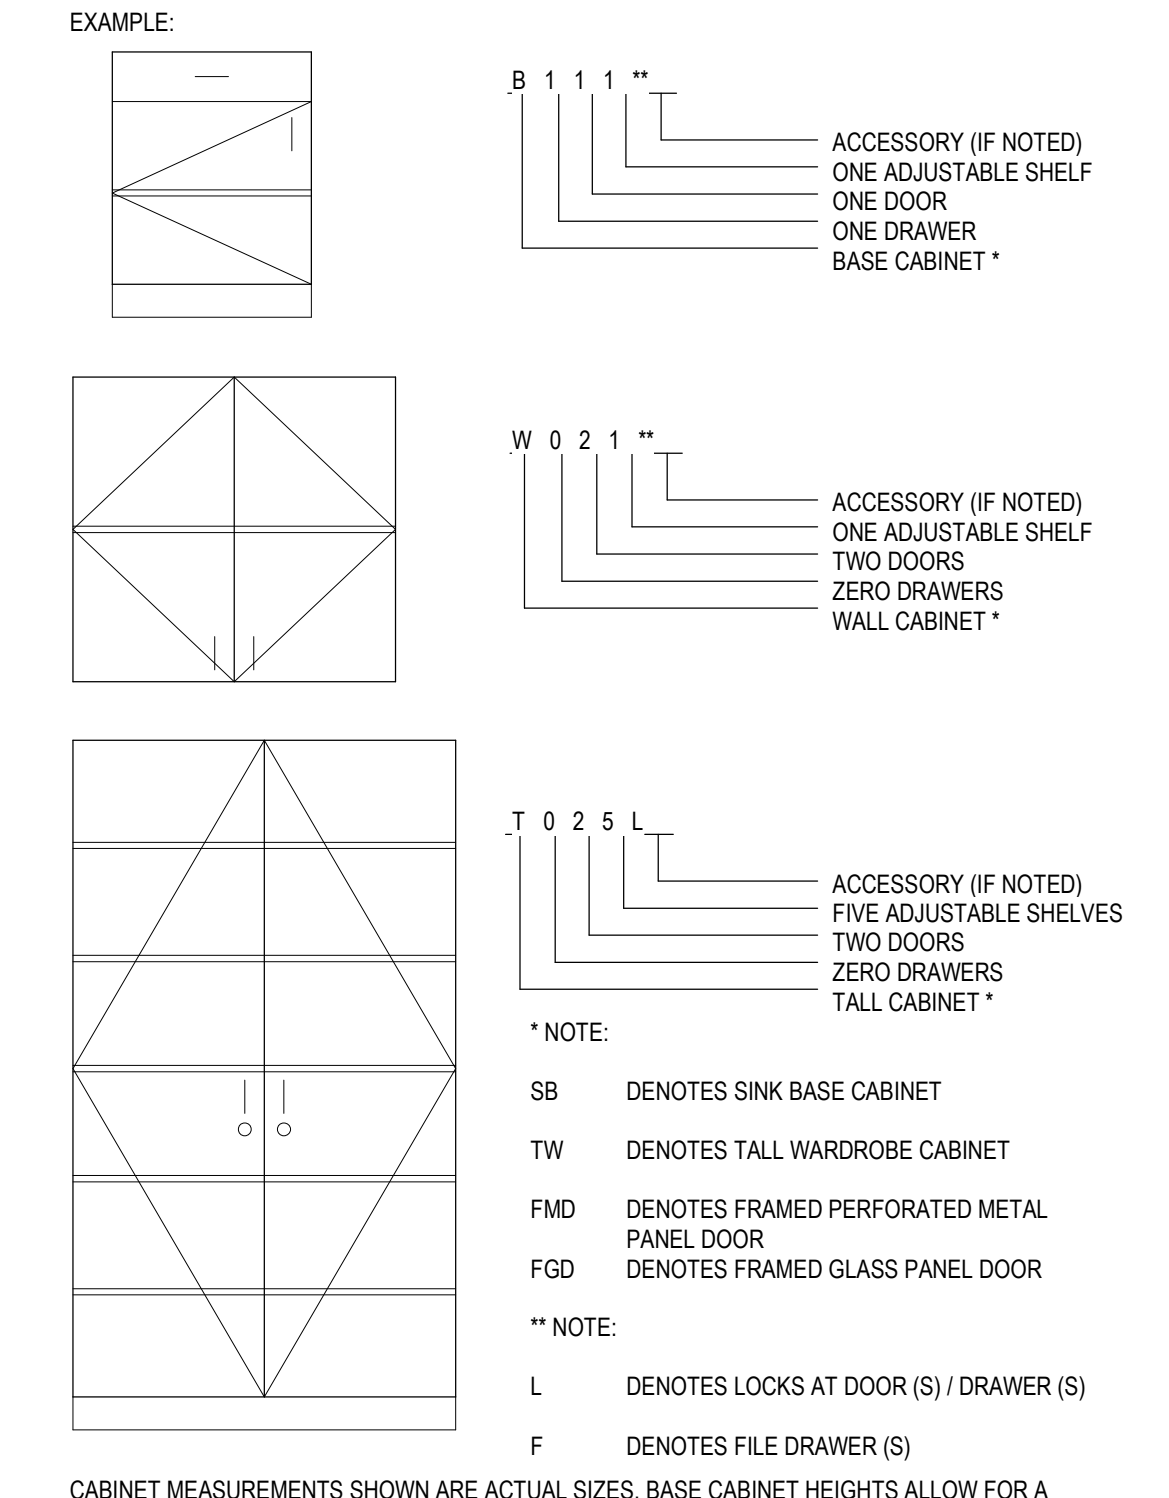 EXAMPLE:
B 1 1 1 **
ACCESSORY (IF NOTED)
ONE ADJUSTABLE SHELF
ONE DOOR
ONE DRAWER
BASE CABINET *
W 0 2 1 **
ACCESSORY (IF NOTED)
ONE ADJUSTABLE SHELF
TWO DOORS
ZERO DRAWERS
WALL CABINET *
T 0 2 5 L
ACCESSORY (IF NOTED)
FIVE ADJUSTABLE SHELVES
TWO DOORS
ZERO DRAWERS
TALL CABINET *
* NOTE:
SB DENOTES SINK BASE CABINET
TW DENOTES TALL WARDROBE CABINET
FMD DENOTES FRAMED PERFORATED METAL
PANEL DOOR
FGD DENOTES FRAMED GLASS PANEL DOOR
** NOTE:
L DENOTES LOCKS AT DOOR (S) / DRAWER (S)
F DENOTES FILE DRAWER (S)
CABINET MEASUREMENTS SHOWN ARE ACTUAL SIZES. BASE CABINET HEIGHTS ALLOW FOR A